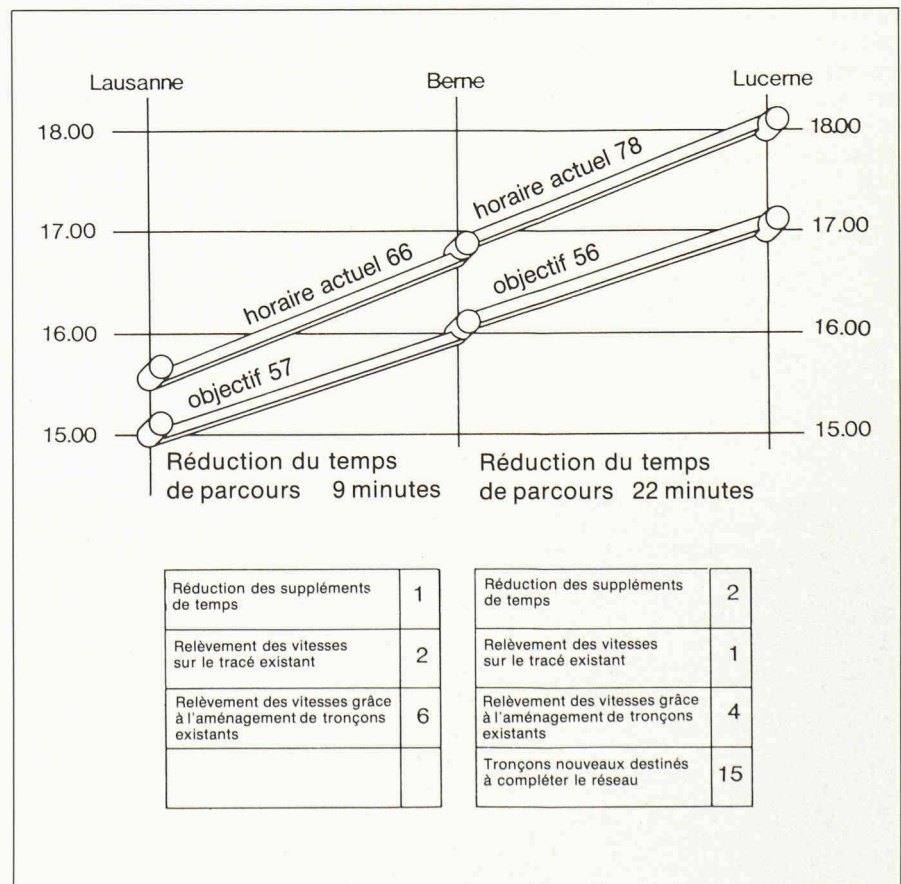 Lausanne
Berne
Lucerne
18.00
18.00
horaire actuel 78
17.00
17.00
horaire actuel 66
objectif 56
16.00
16.00
objectif 57
15.00
15.00
Réduction du temps
de parcours 9 minutes
Réduction du temps
de parcours 22 minutes
Réduction des suppléments
de temps
1
Relèvement des vitesses
sur le tracé existant
2
Relèvement des vitesses grâce
à l'aménagement de tronçons
existants
6
Réduction des suppléments
de temps
2
Relèvement des vitesses
sur le tracé existant
1
Relèvement des vitesses grâce
à l'aménagement de tronçons
existants
4
Tronçons nouveaux destinés
à compléter le réseau
15